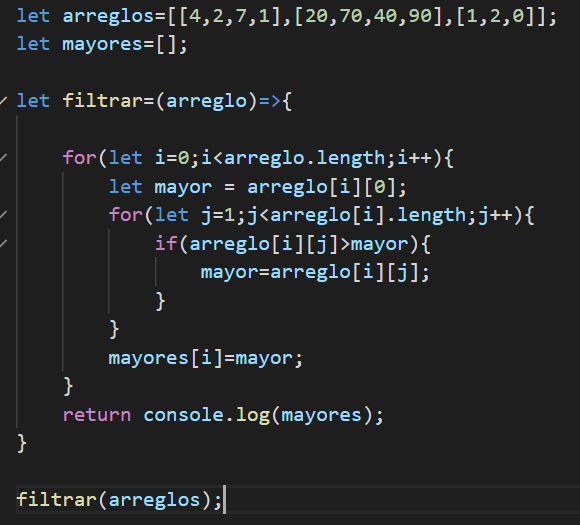 let arreglos=[[4,2,7,1],[20,70,40,90],[1,2,0]];
let mayores=[];
let filtrar=(arreglo)=>{
for(let i=0;i<arreglo.length;i++){
let mayor = arreglo[i][0];
for(let j=1;j<arreglo[i].length;j++){
if(arreglo[i][j]>mayor){
mayor=arreglo[i][j];
}
}
mayores[i]=mayor;
}
return console.log(mayores);
}
filtrar(arreglos);